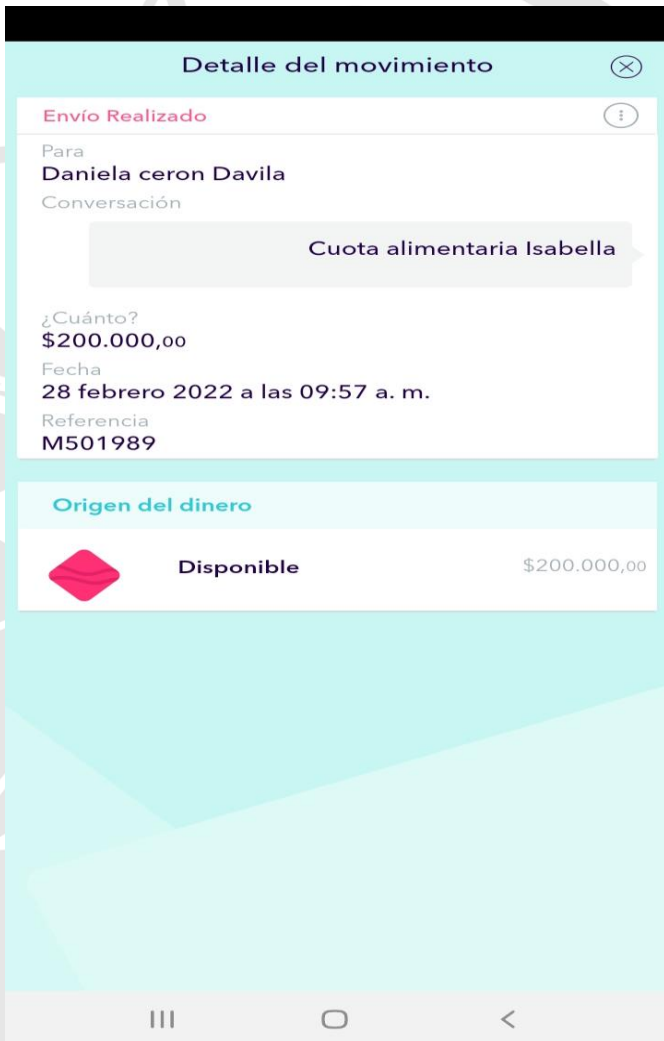 Detalle del movimiento
Envío Realizado
Para
Daniela ceron Davila
Conversación
Cuota alimentaria Isabella
¿Cuánto?
$200.000,00
Fecha
28 febrero 2022 a las 09:57 a. m.
Referencia
M501989
Origen del dinero
Disponible $200.000,00